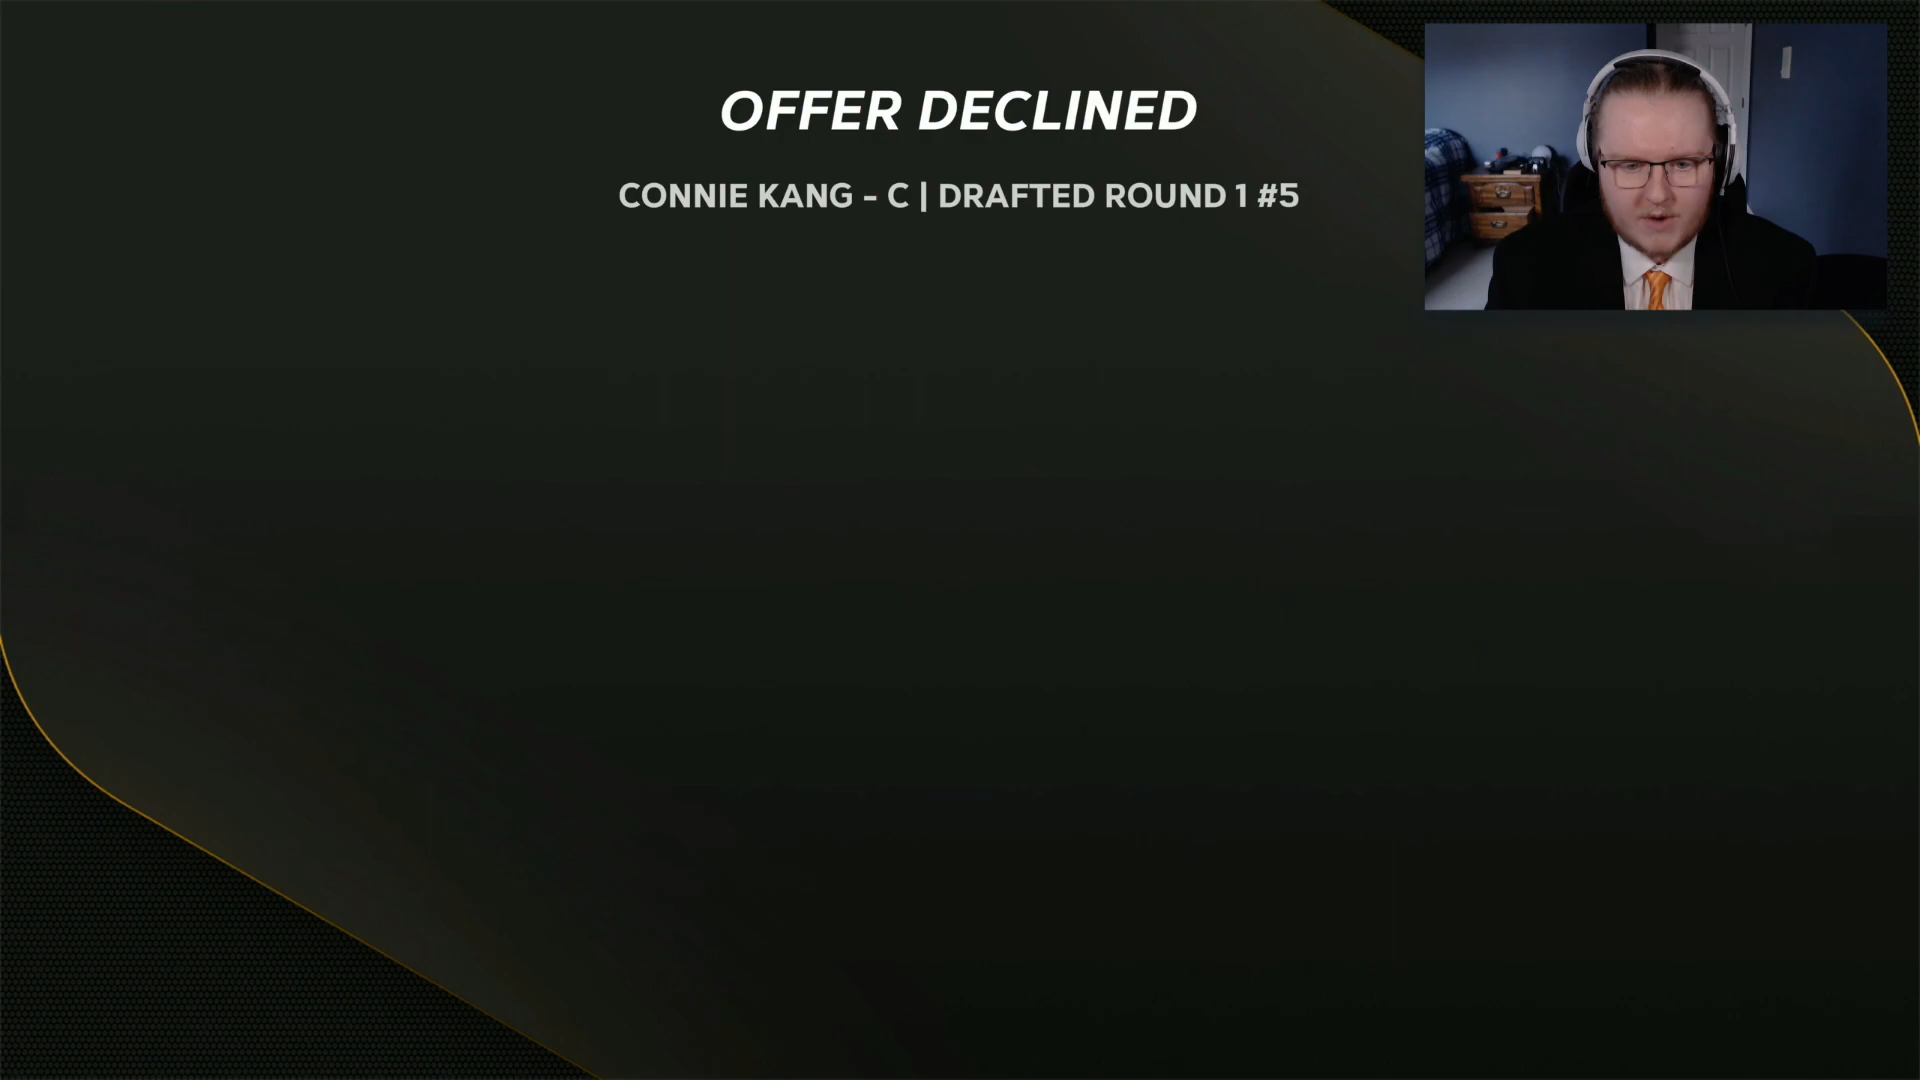 OFFER DECLINED
CONNIE KANG - C | DRAFTED ROUND 1 #5